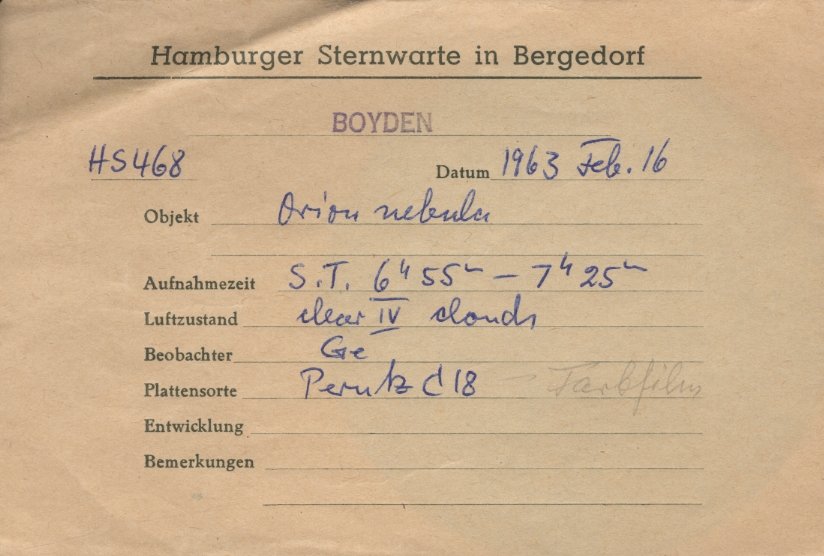 Hamburger Sternwarte in Bergedorf
BOYDEN
HS468 Datum 1963 Feb. 16
Objekt Orion nebula
Aufnahmezeit S.T. 6h 55m – 7h 25m
Luftzustand clear IV clouds
Beobachter Ge
Plattensorte Perutz C 18 Farbfilm
Entwicklung
Bemerkungen